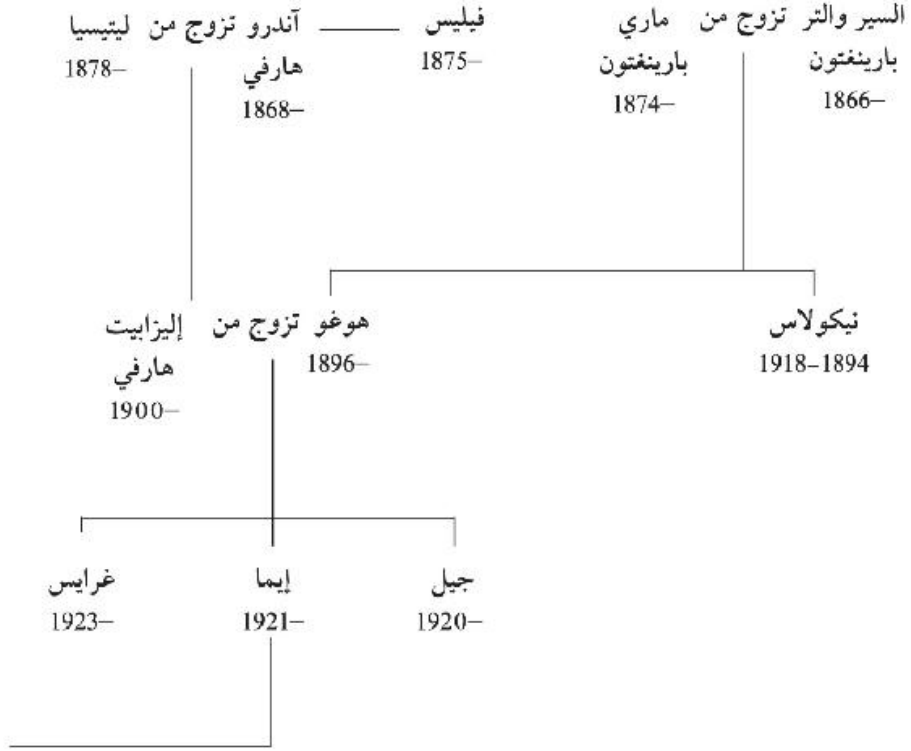 السير والتر تزوج من ماري
بارينغتون بارينغتون
1866– 1874–
فيليس
1875–
آندرو تزوج من ليتيسيا
هارفي
1868– 1878–
نيكولاس
1918–1894
هوغو تزوج من إليزابيت
1896– هارفي
1900–
جيل
1920–
إيما
1921–
غرايس
1923–